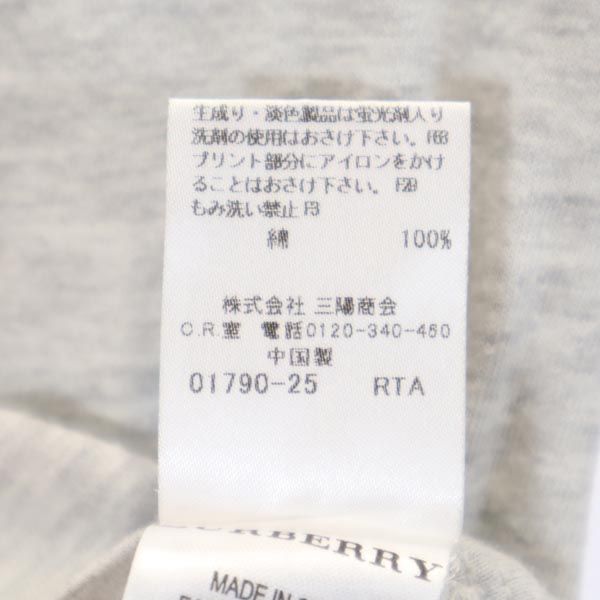 生成り・淡色製品は蛍光剤入り
洗剤の使用はおさけ下さい。F63
プリント部分にアイロンをかけ
ることはおさけ下さい。F29
もみ洗い禁止 F3
綿 100%
株式会社 三陽商会
C.R.室 電話0120-340-460
中国製
01790-25 RTA
BURBERRY
MADE IN